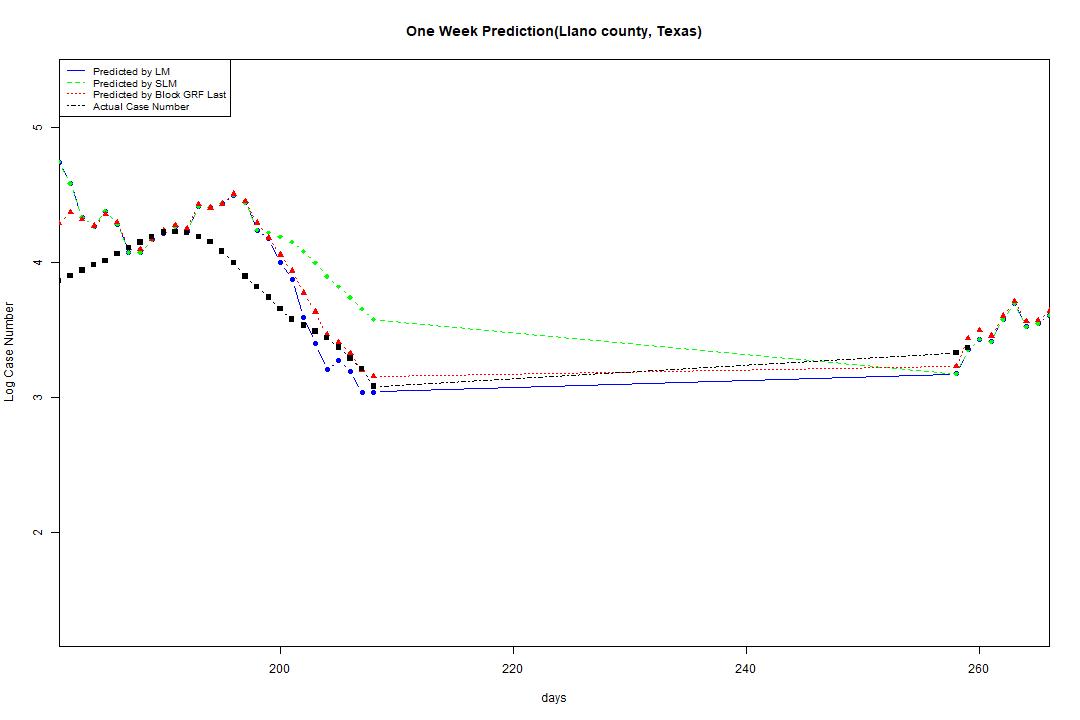 One Week Prediction(Llano county, Texas)
Predicted by LM
Predicted by SLM
Predicted by Block GRF Last
Actual Case Number
5
4
3
2
Log Case Number
200 220 240 260
days